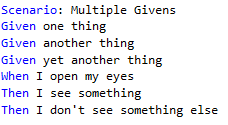 Scenario: Multiple Givens
Given one thing
Given another thing
Given yet another thing
When I open my eyes
Then I see something
Then I don't see something else